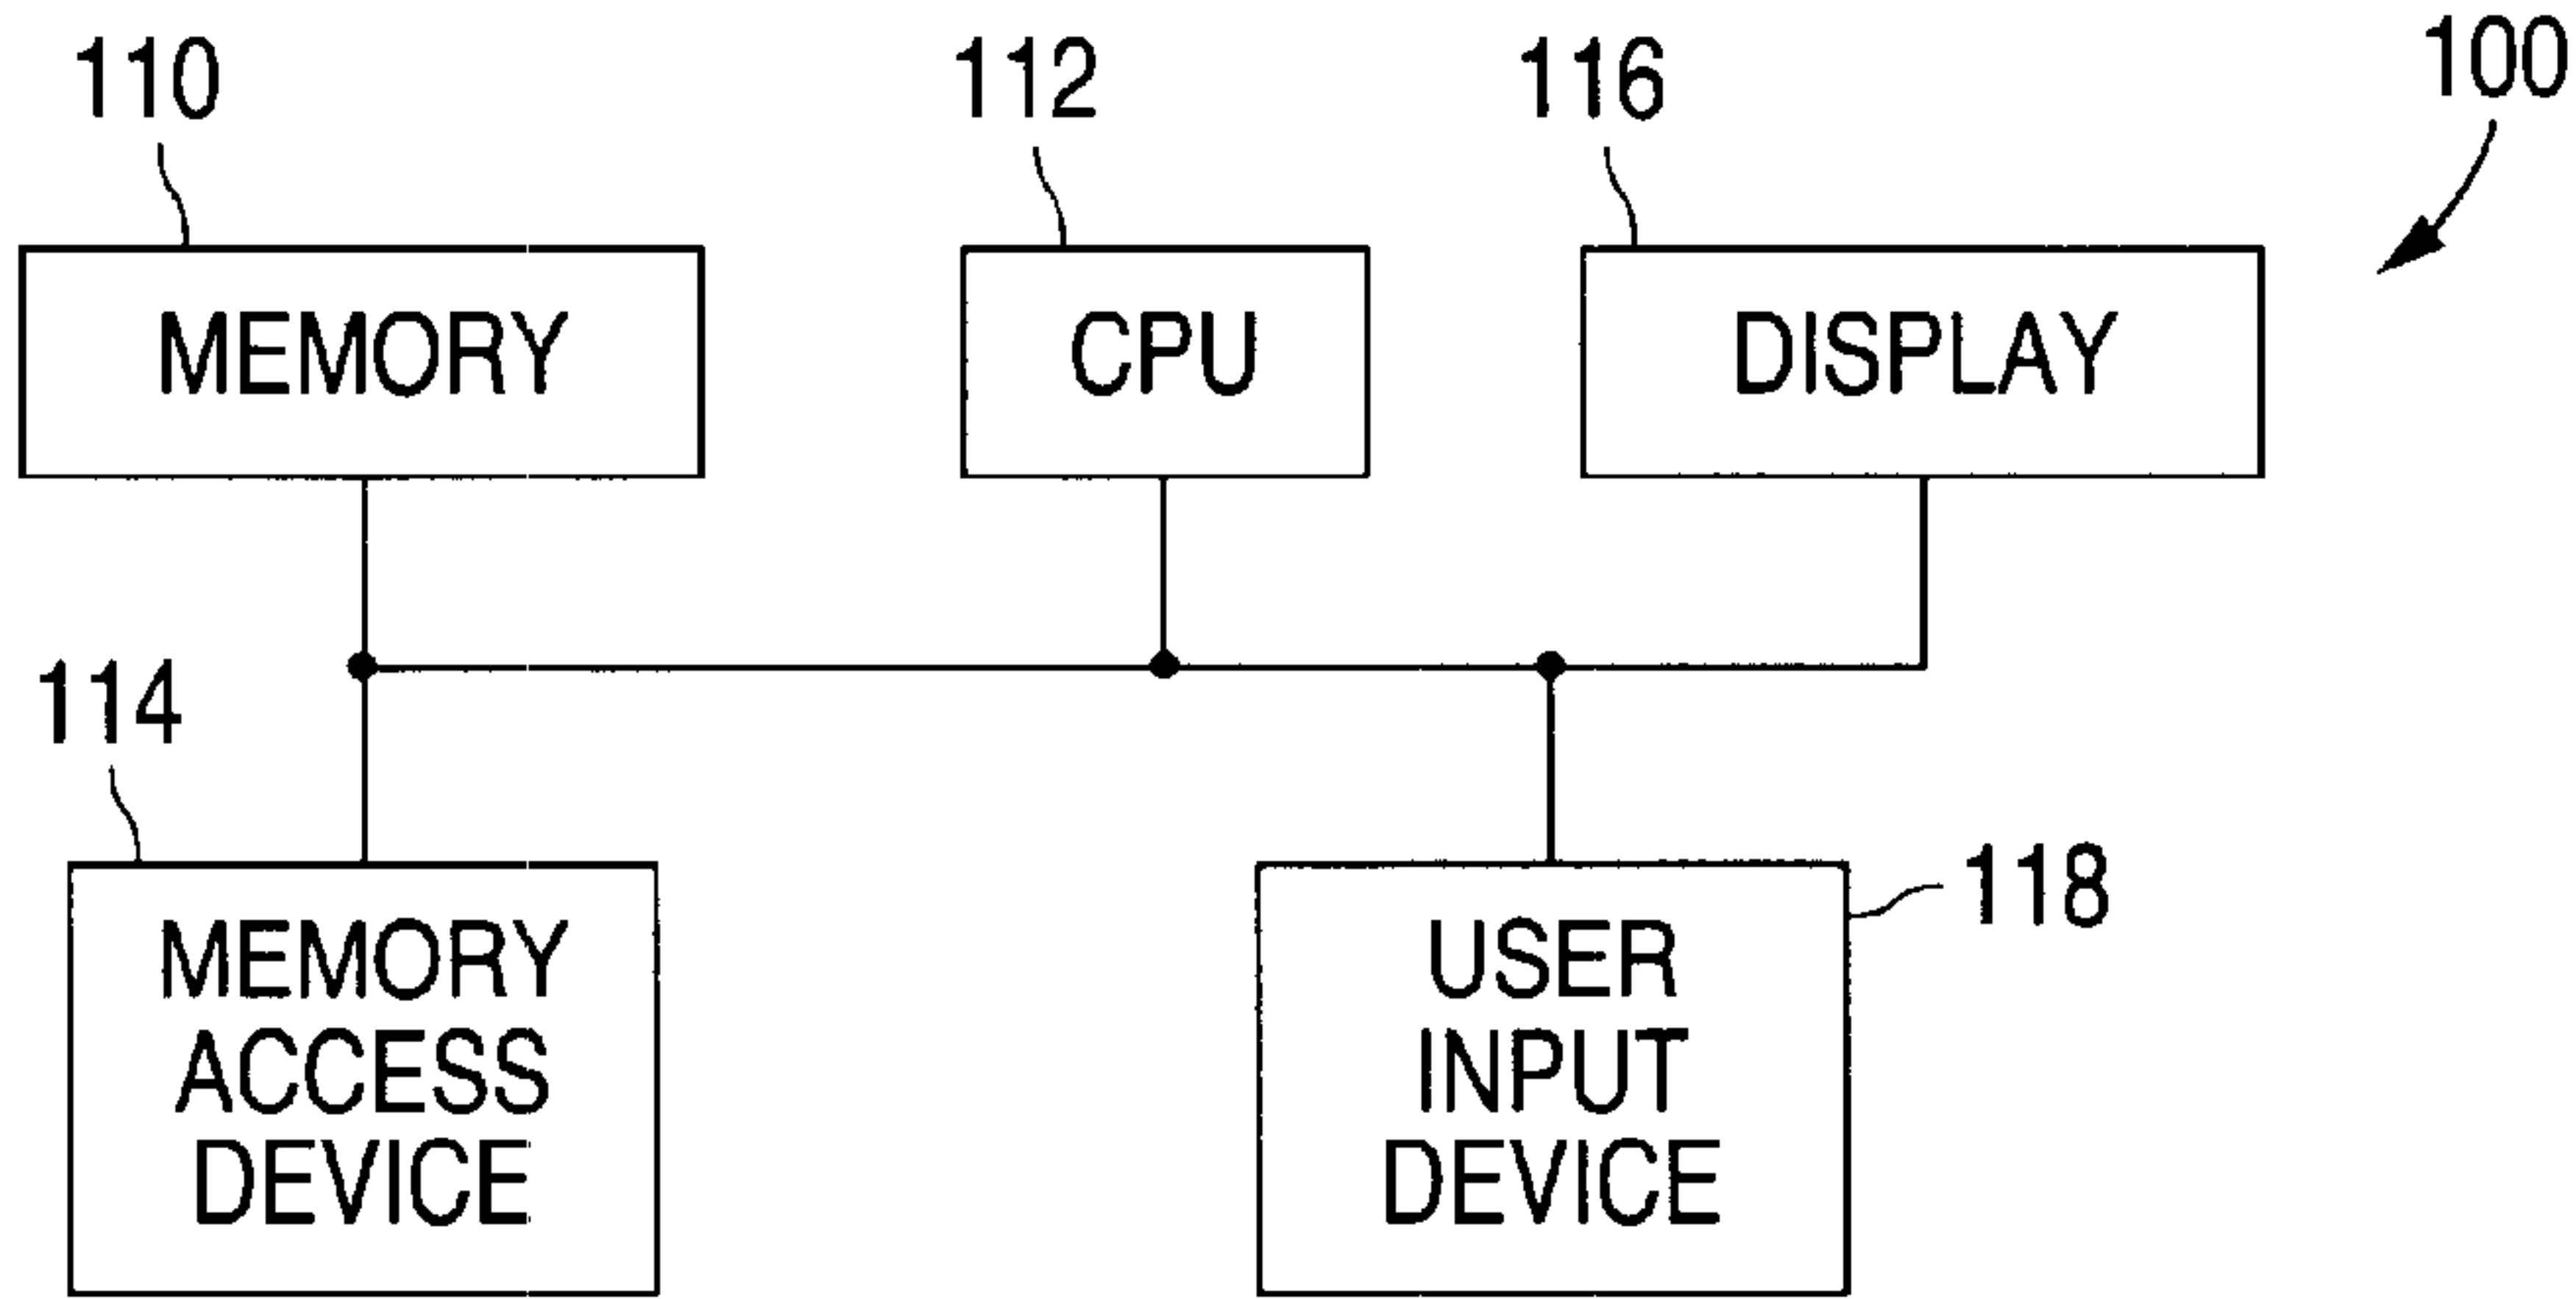 110
112
116
100
MEMORY
CPU
DISPLAY
114
118
MEMORY
ACCESS
DEVICE
USER
INPUT
DEVICE